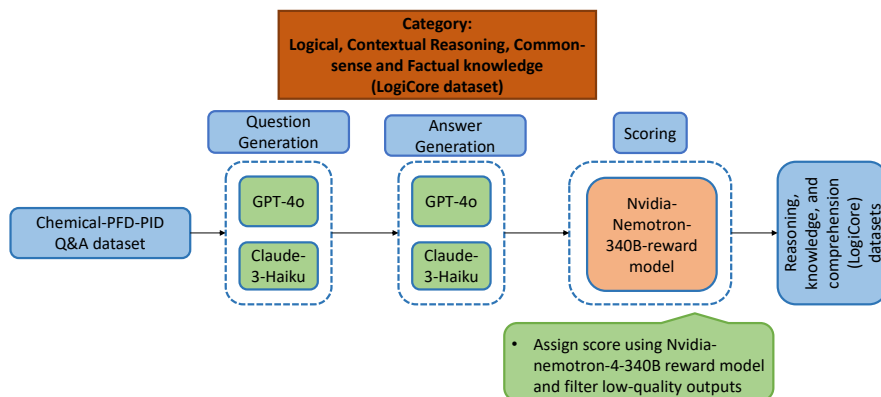 Category:
Logical, Contextual Reasoning, Common-
sense and Factual knowledge
(LogiCore dataset)
Question
Generation
Answer
Generation
Scoring
Chemical-PFD-PID
Q&A dataset
GPT-4o
Claude-
3-Haiku
GPT-4o
Claude-
3-Haiku
Nvidia-
Nemotron-
340B-reward
model
Reasoning,
knowledge, and
comprehension
(LogiCore)
datasets
• Assign score using Nvidia-
nemotron-4-340B reward model
and filter low-quality outputs